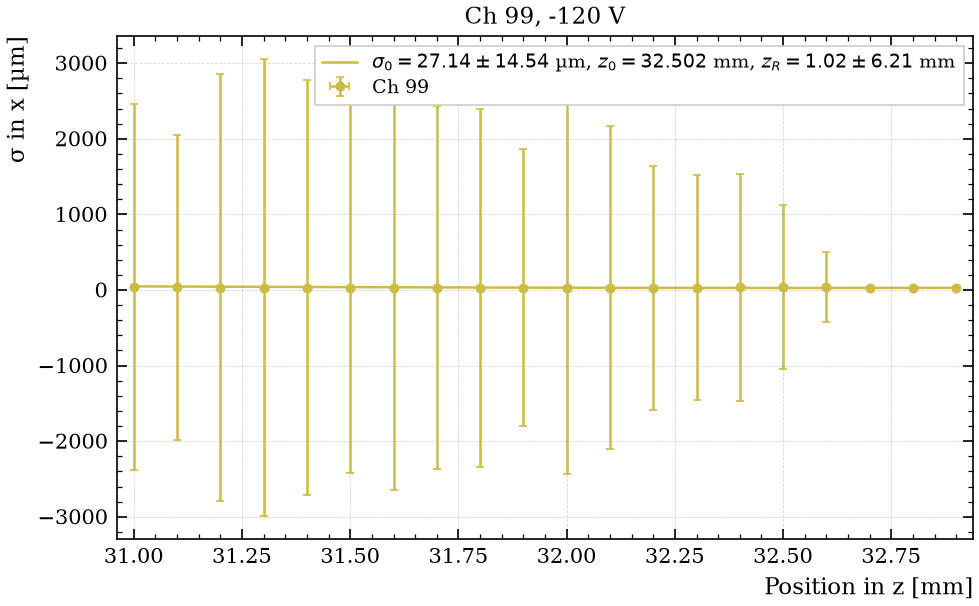 Ch 99, -120 V
σ in x [µm]
3000
2000
1000
0
−1000
−2000
−3000
σ₀ = 27.14 ± 14.54 µm, z₀ = 32.502 mm, z_R = 1.02 ± 6.21 mm
Ch 99
31.00 31.25 31.50 31.75 32.00 32.25 32.50 32.75
Position in z [mm]